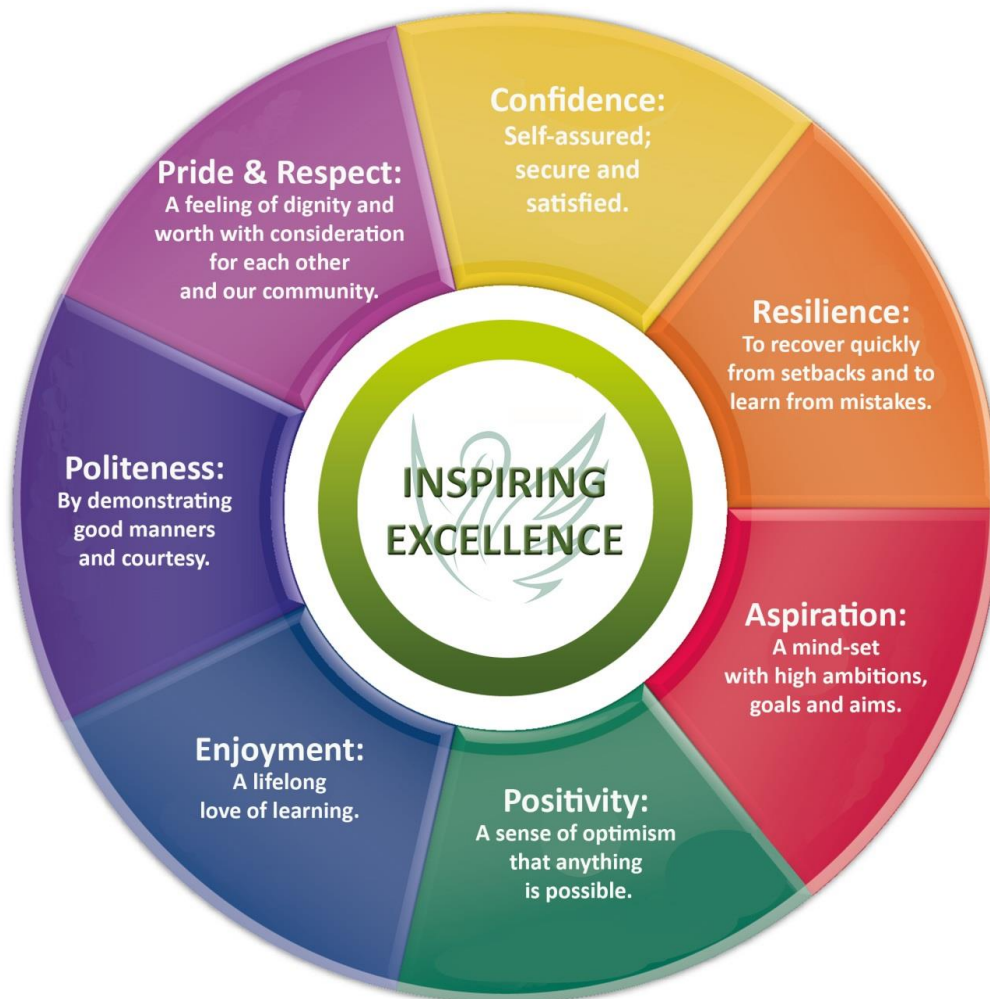 Confidence:
Self-assured;
secure and
satisfied.
Resilience:
To recover quickly
from setbacks and to
learn from mistakes.
Aspiration:
A mind-set
with high ambitions,
goals and aims.
Positivity:
A sense of optimism
that anything
is possible.
Enjoyment:
A lifelong
love of learning.
Politeness:
By demonstrating
good manners
and courtesy.
Pride & Respect:
A feeling of dignity and
worth with consideration
for each other
and our community.
INSPIRING
EXCELLENCE